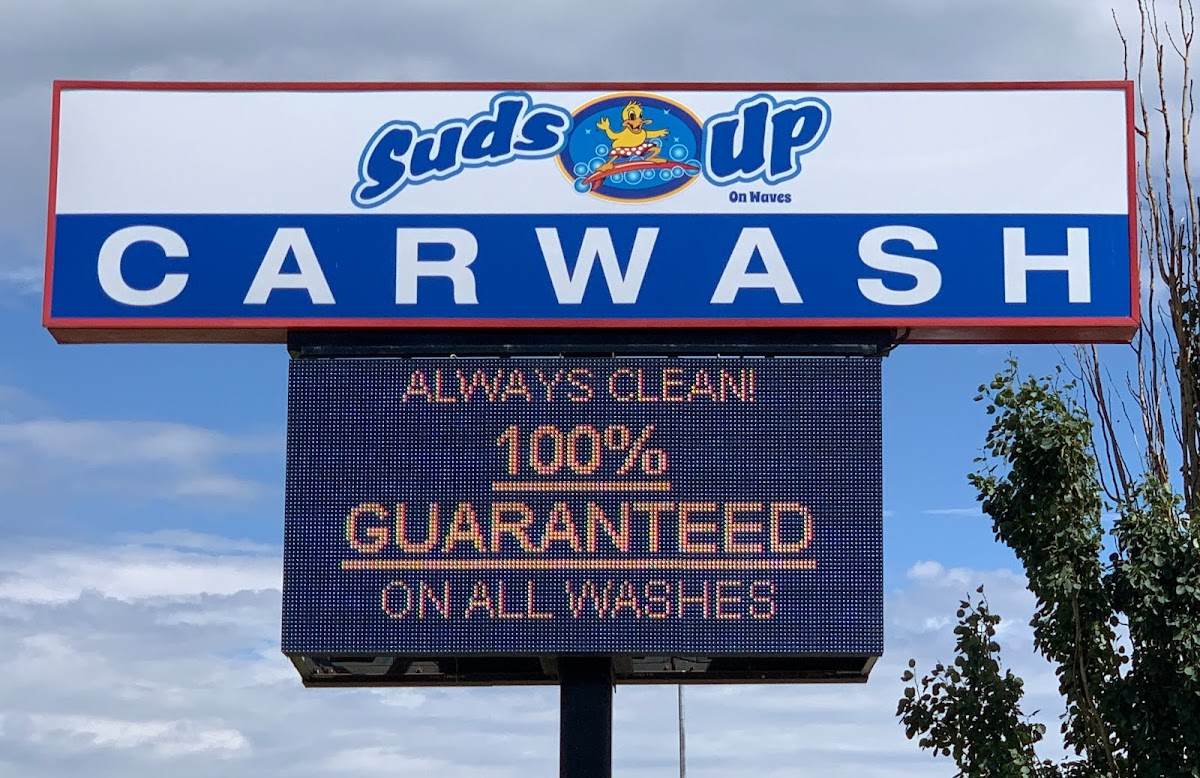 Suds Up
On Waves
CARWASH
ALWAYS CLEAN!
100%
GUARANTEED
ON ALL WASHES